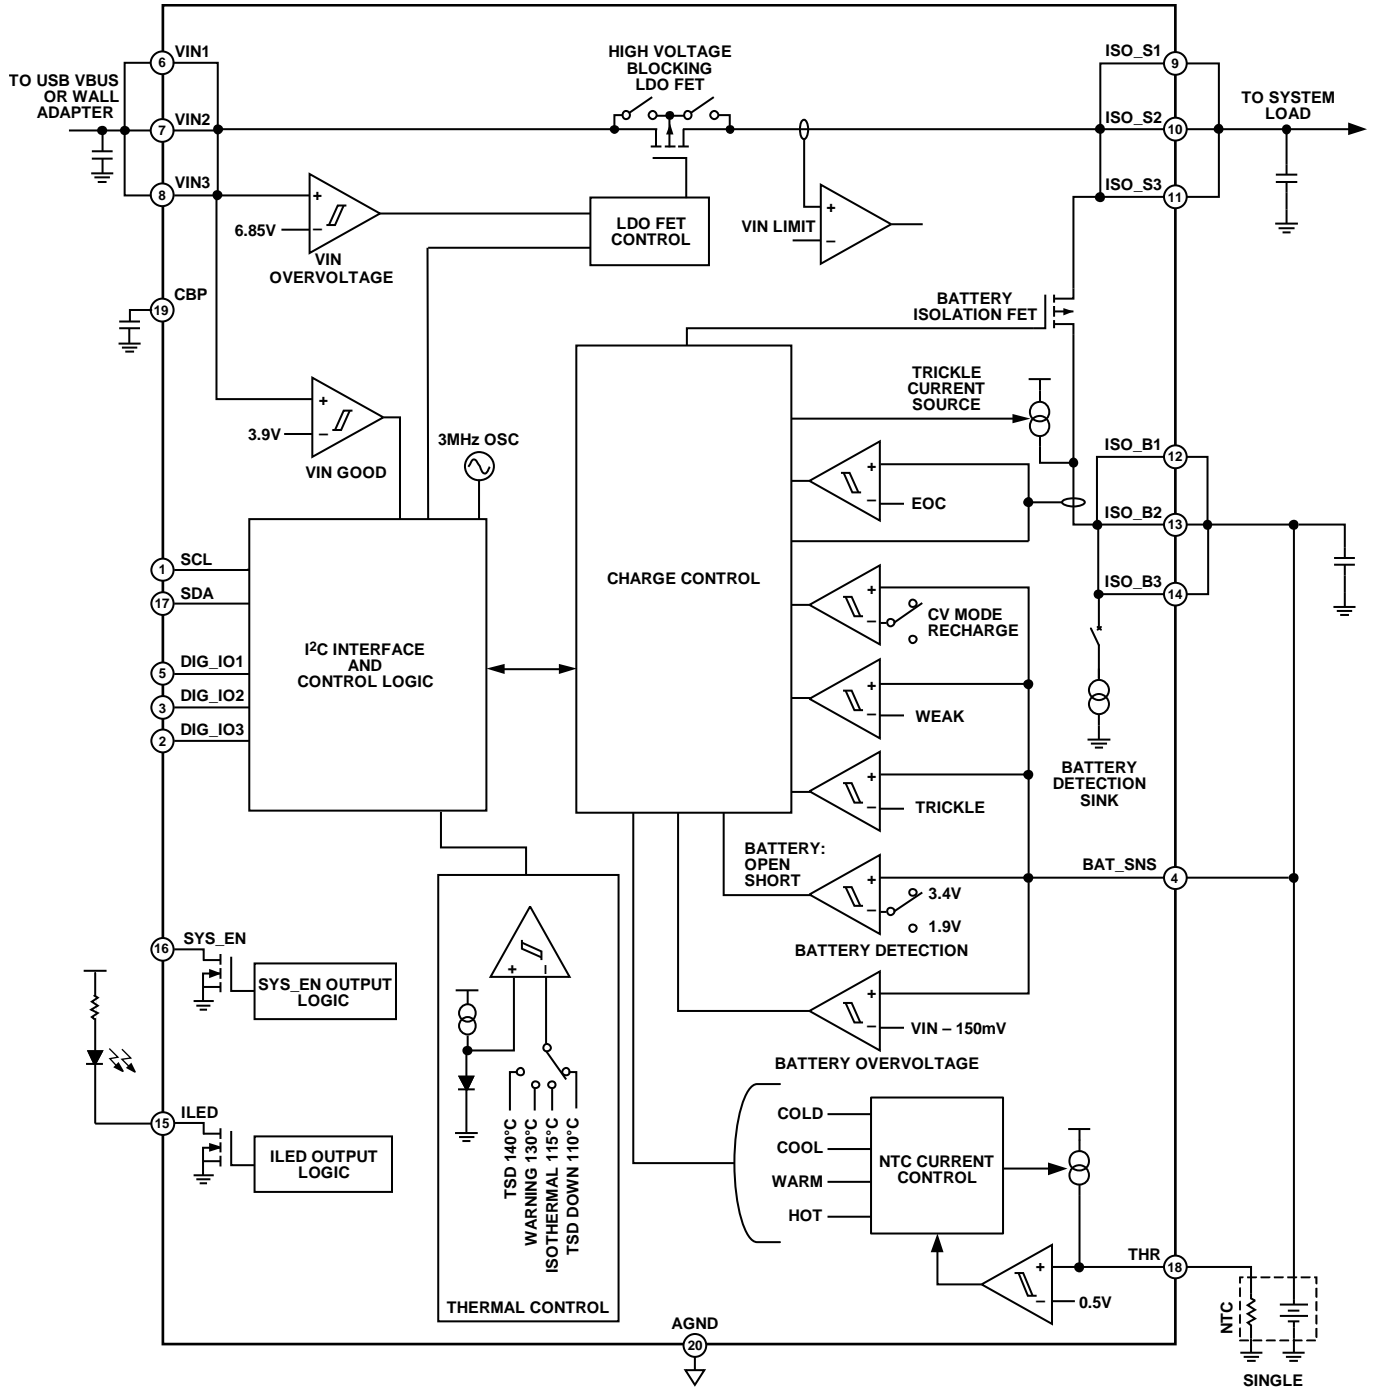 HIGH VOLTAGE
BLOCKING
LDO FET
TO USB VBUS
OR WALL
ADAPTER
6
VIN1
7
VIN2
8
VIN3
ISO_S1
9
ISO_S2
10
ISO_S3
11
TO SYSTEM
LOAD
+
6.85V
–
VIN
OVERVOLTAGE
LDO FET
CONTROL
VIN LIMIT
+
–
19
CBP
BATTERY
ISOLATION FET
+
3.9V
–
VIN GOOD
3MHz OSC
TRICKLE
CURRENT
SOURCE
+
–
EOC
ISO_B1
12
ISO_B2
13
ISO_B3
14
1
SCL
17
SDA
5
DIG_IO1
3
DIG_IO2
2
DIG_IO3
I2C INTERFACE
AND
CONTROL LOGIC
CHARGE CONTROL
+
–
CV MODE
RECHARGE
+
–
WEAK
+
–
TRICKLE
BATTERY
DETECTION
SINK
BATTERY:
OPEN
SHORT
+
–
3.4V
1.9V
BATTERY DETECTION
BAT_SNS
4
+
–
VIN – 150mV
BATTERY OVERVOLTAGE
16
SYS_EN
SYS_EN OUTPUT
LOGIC
15
ILED
ILED OUTPUT
LOGIC
+
–
TSD 140°C
WARNING 130°C
ISOTHERMAL 115°C
TSD DOWN 110°C
THERMAL CONTROL
COLD
COOL
WARM
HOT
NTC CURRENT
CONTROL
+
–
0.5V
THR
18
NTC
SINGLE
AGND
20